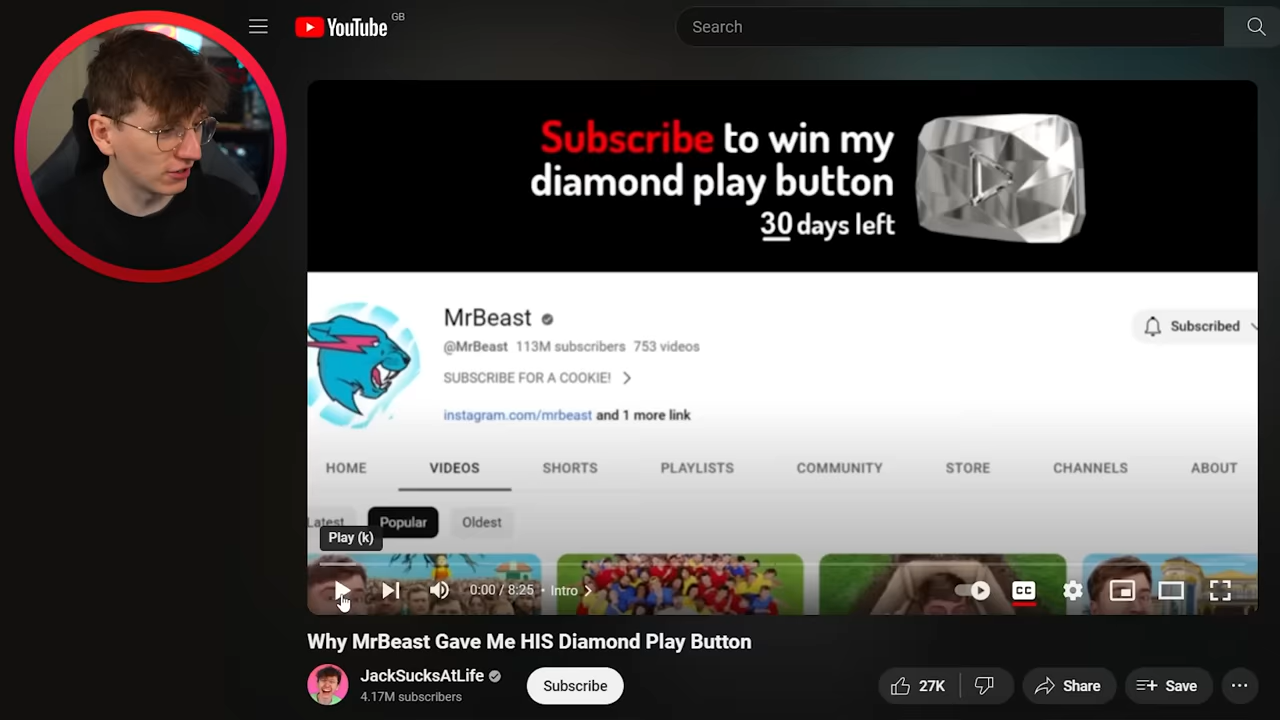 YouTube GB
Search
Subscribe to win my
diamond play button
30 days left
MrBeast
@MrBeast 113M subscribers 753 videos
Subscribed
SUBSCRIBE FOR A COOKIE!
instagram.com/mrbeast and 1 more link
HOME VIDEOS SHORTS PLAYLISTS COMMUNITY STORE CHANNELS ABOUT
Latest Popular Oldest
Play (k)
0:00 / 8:25 • Intro
CC
Why MrBeast Gave Me HIS Diamond Play Button
JackSucksAtLife
4.17M subscribers
Subscribe
27K
Share
Save